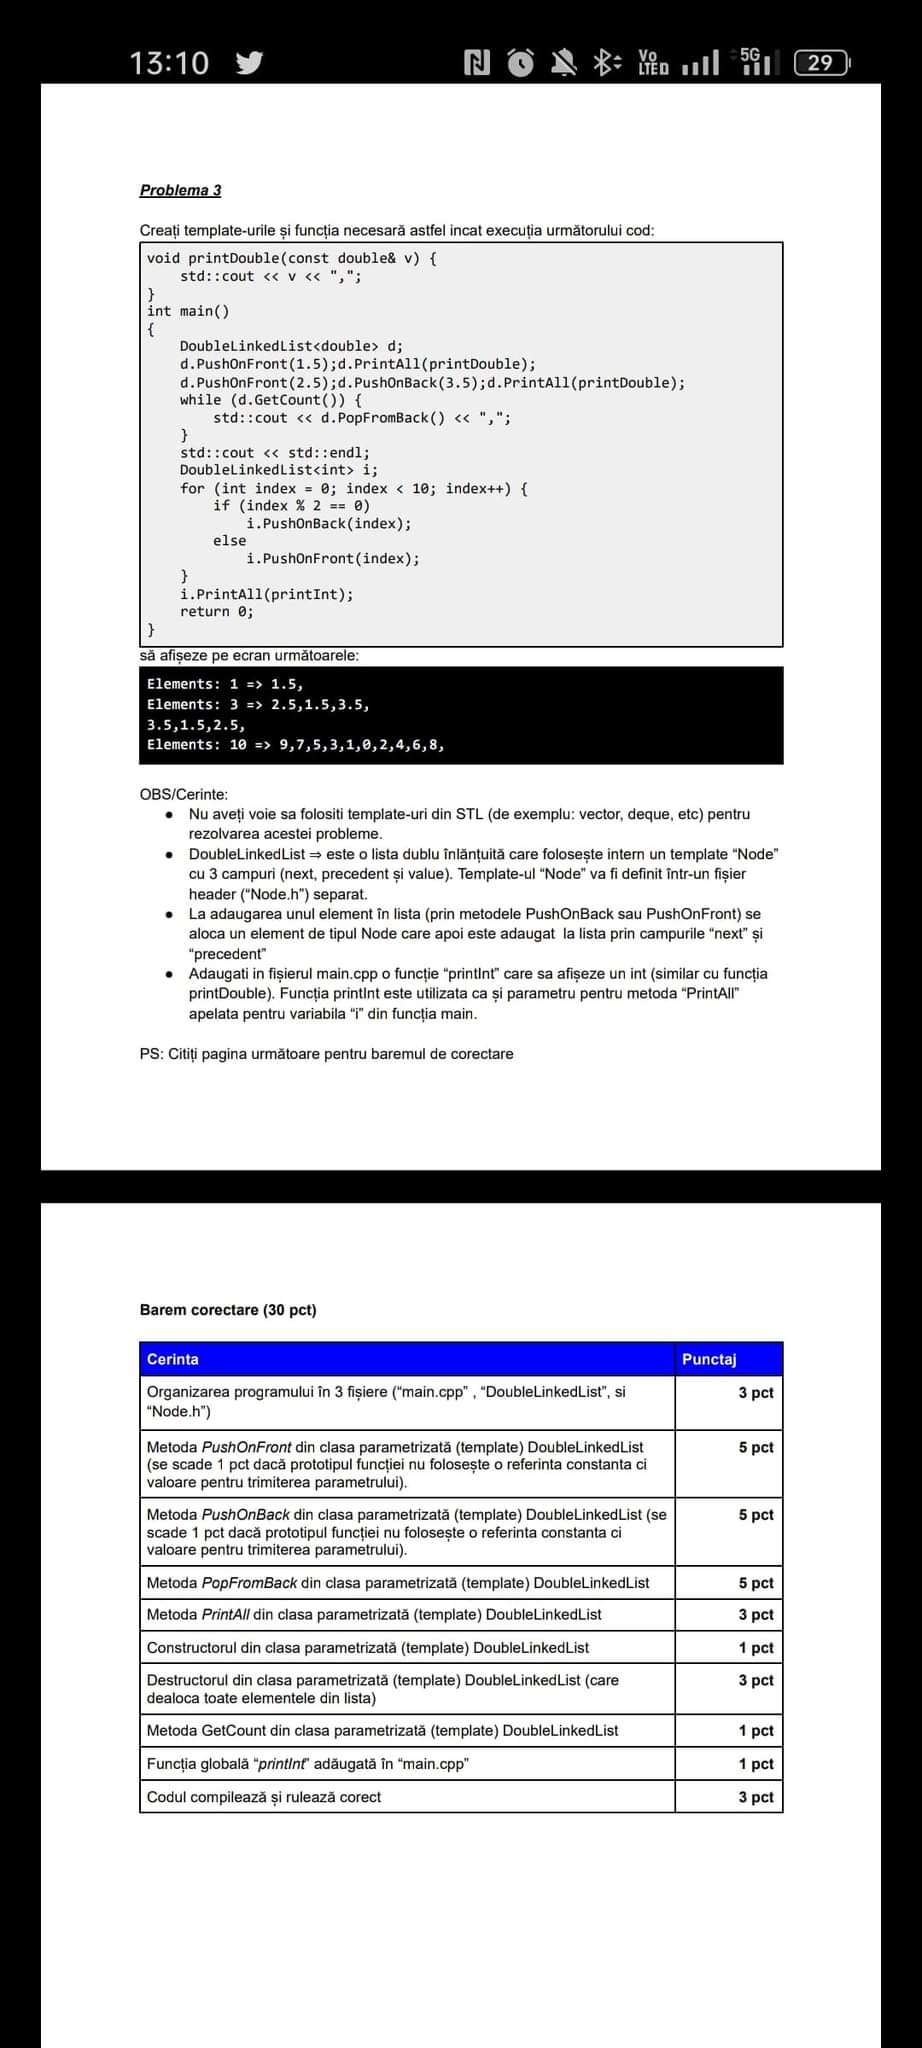 13:10
Vo
LTED
5G
29
Problema 3
Creați template-urile și funcția necesară astfel incat execuția următorului cod:
void printDouble(const double& v) {
    std::cout << v << ",";
}
int main()
{
    DoubleLinkedList<double> d;
    d.PushOnFront(1.5);d.PrintAll(printDouble);
    d.PushOnFront(2.5);d.PushOnBack(3.5);d.PrintAll(printDouble);
    while (d.GetCount()) {
        std::cout << d.PopFromBack() << ",";
    }
    std::cout << std::endl;
    DoubleLinkedList<int> i;
    for (int index = 0; index < 10; index++) {
        if (index % 2 == 0)
            i.PushOnBack(index);
        else
            i.PushOnFront(index);
    }
    i.PrintAll(printInt);
    return 0;
}
să afișeze pe ecran următoarele:
Elements: 1 => 1.5,
Elements: 3 => 2.5,1.5,3.5,
3.5,1.5,2.5,
Elements: 10 => 9,7,5,3,1,0,2,4,6,8,
OBS/Cerinte:
● Nu aveți voie sa folositi template-uri din STL (de exemplu: vector, deque, etc) pentru
rezolvarea acestei probleme.
● DoubleLinkedList ⇒ este o lista dublu înlănțuită care folosește intern un template “Node”
cu 3 campuri (next, precedent și value). Template-ul “Node” va fi definit într-un fișier
header (“Node.h”) separat.
● La adaugarea unul element în lista (prin metodele PushOnBack sau PushOnFront) se
aloca un element de tipul Node care apoi este adaugat  la lista prin campurile “next” și
“precedent”
● Adaugati in fișierul main.cpp o funcție “printInt” care sa afișeze un int (similar cu funcția
printDouble). Funcția printInt este utilizata ca și parametru pentru metoda “PrintAll”
apelata pentru variabila “i” din funcția main.
PS: Citiți pagina următoare pentru baremul de corectare
Barem corectare (30 pct)
Cerinta Punctaj
Organizarea programului în 3 fișiere (“main.cpp” , “DoubleLinkedList”, si 3 pct
“Node.h”)
Metoda PushOnFront din clasa parametrizată (template) DoubleLinkedList 5 pct
(se scade 1 pct dacă prototipul funcției nu folosește o referinta constanta ci
valoare pentru trimiterea parametrului).
Metoda PushOnBack din clasa parametrizată (template) DoubleLinkedList (se 5 pct
scade 1 pct dacă prototipul funcției nu folosește o referinta constanta ci
valoare pentru trimiterea parametrului).
Metoda PopFromBack din clasa parametrizată (template) DoubleLinkedList 5 pct
Metoda PrintAll din clasa parametrizată (template) DoubleLinkedList 3 pct
Constructorul din clasa parametrizată (template) DoubleLinkedList 1 pct
Destructorul din clasa parametrizată (template) DoubleLinkedList (care 3 pct
dealoca toate elementele din lista)
Metoda GetCount din clasa parametrizată (template) DoubleLinkedList 1 pct
Funcția globală “printInt” adăugată în “main.cpp” 1 pct
Codul compilează și rulează corect 3 pct